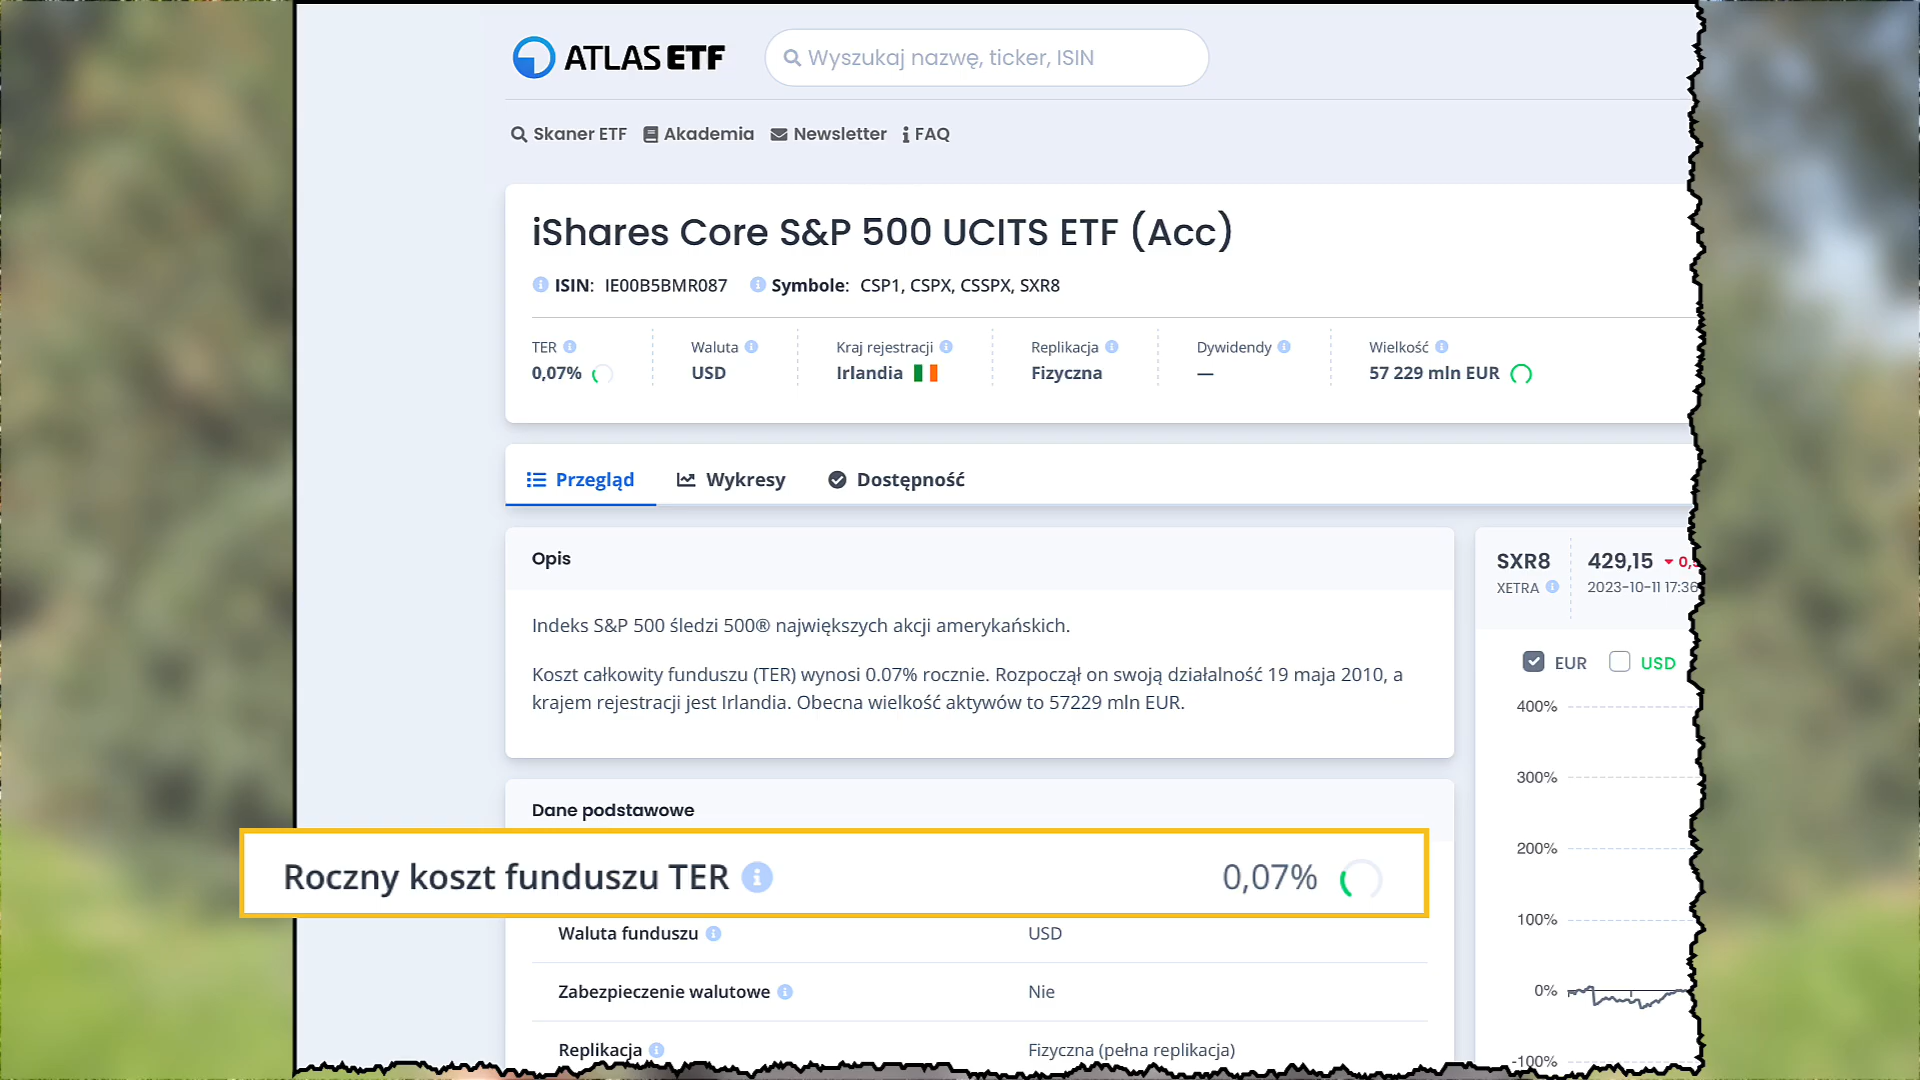 ATLAS ETF
Wyszukaj nazwę, ticker, ISIN
Skaner ETF Akademia Newsletter FAQ
iShares Core S&P 500 UCITS ETF (Acc)
ISIN: IE00B5BMR087 Symbole: CSP1, CSPX, CSSPX, SXR8
TER Waluta Kraj rejestracji Replikacja Dywidendy Wielkość
0,07% USD Irlandia Fizyczna — 57 229 mln EUR
Przegląd Wykresy Dostępność
Opis
Indeks S&P 500 śledzi 500® największych akcji amerykańskich.
Koszt całkowity funduszu (TER) wynosi 0.07% rocznie. Rozpoczął on swoją działalność 19 maja 2010, a
krajem rejestracji jest Irlandia. Obecna wielkość aktywów to 57229 mln EUR.
Dane podstawowe
Roczny koszt funduszu TER 0,07%
Waluta funduszu USD
Zabezpieczenie walutowe Nie
Replikacja Fizyczna (pełna replikacja)
SXR8 429,15
XETRA 2023-10-11 17:36
EUR USD
400%
300%
200%
100%
0%
-100%